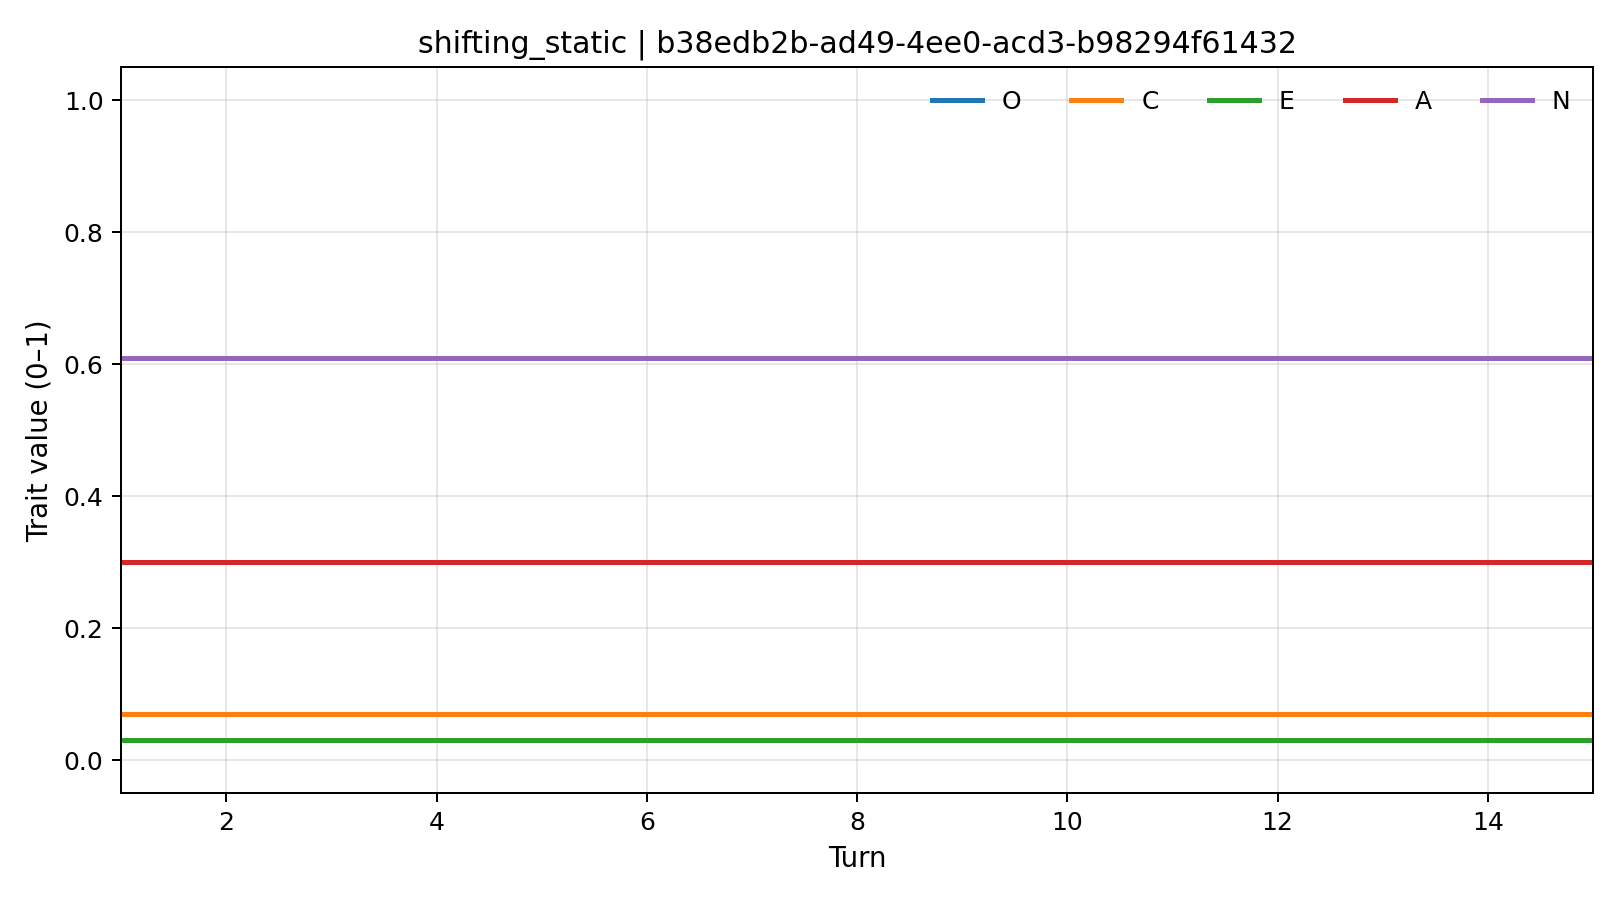 shifting_static | b38edb2b-ad49-4ee0-acd3-b98294f61432
O C E A N
Trait value (0–1)
1.0
0.8
0.6
0.4
0.2
0.0
2 4 6 8 10 12 14
Turn